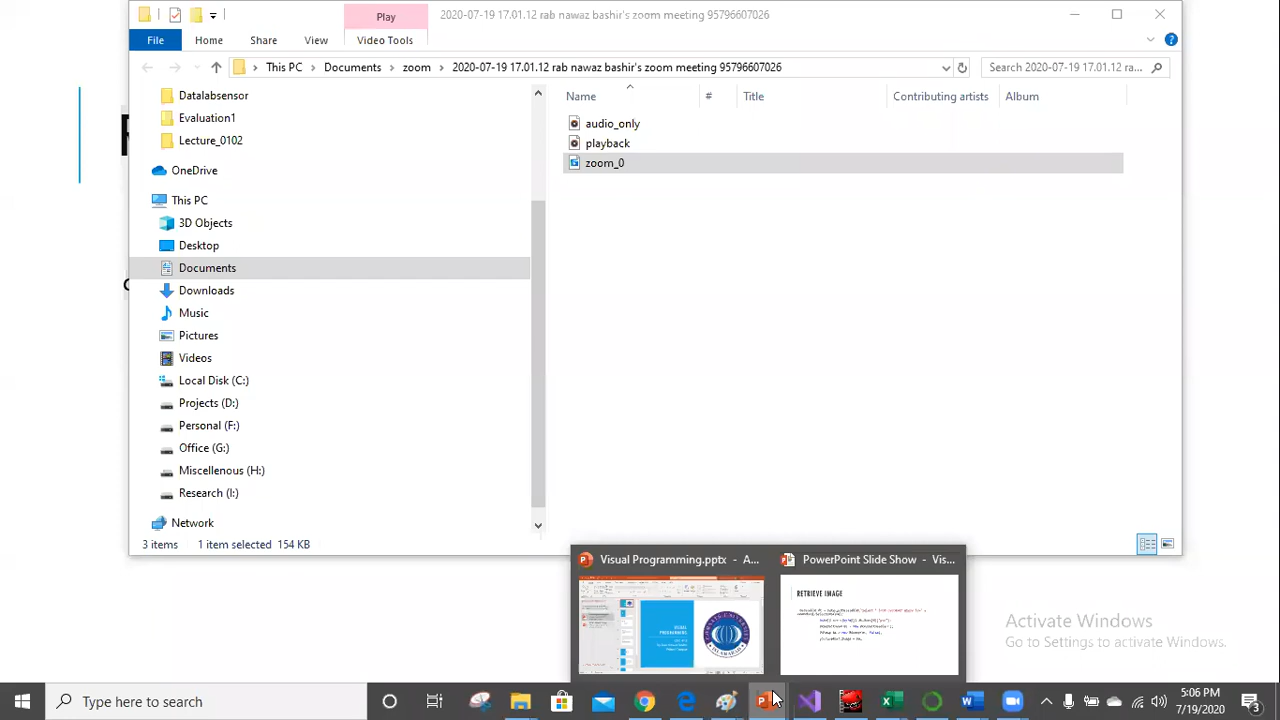 Play
2020-07-19 17.01.12 rab nawaz bashir's zoom meeting 95796607026
File
Home
Share
View
Video Tools
This PC
Documents
zoom
2020-07-19 17.01.12 rab nawaz bashir's zoom meeting 95796607026
Search 2020-07-19 17.01.12 ra...
Name
#
Title
Contributing artists
Album
Datalabsensor
Evaluation1
Lecture_0102
OneDrive
This PC
3D Objects
Desktop
Documents
Downloads
Music
Pictures
Videos
Local Disk (C:)
Projects (D:)
Personal (F:)
Office (G:)
Miscellenous (H:)
Research (I:)
Network
audio_only
playback
zoom_0
3 items
1 item selected 154 KB
Visual Programming.pptx - A...
PowerPoint Slide Show - Vis...
VISUAL
PROGRAMMING
RETRIEVE IMAGE
Activate Windows
Go to Settings to activate Windows.
Type here to search
5:06 PM
7/19/2020
3